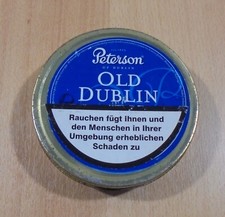 Peterson
OF DUBLIN
OLD
DUBLIN
Rauchen fügt Ihnen und
den Menschen in Ihrer
Umgebung erheblichen
Schaden zu